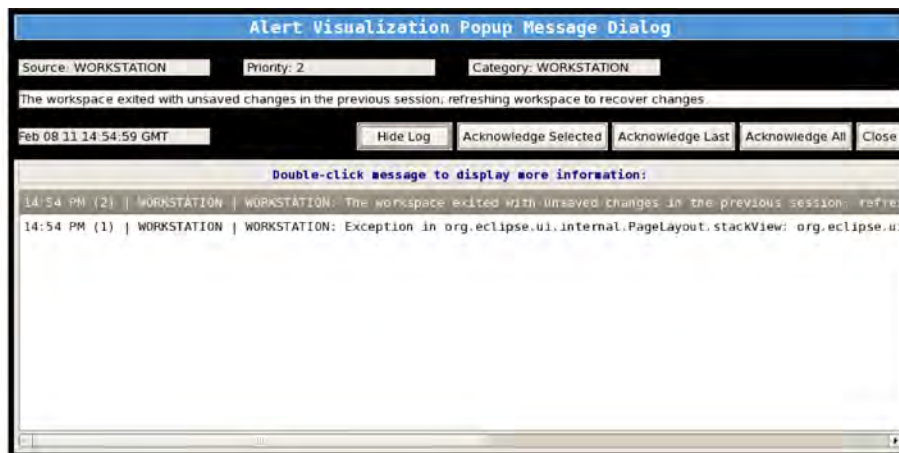 Alert Visualization Popup Message Dialog
Source: WORKSTATION Priority: 2 Category: WORKSTATION
The workspace exited with unsaved changes in the previous session; refreshing workspace to recover changes
Feb 08 11 14:54:59 GMT Hide Log Acknowledge Selected Acknowledge Last Acknowledge All Close
Double-click message to display more information:
14:54 PM (2) | WORKSTATION | WORKSTATION: The workspace exited with unsaved changes in the previous session; refre
14:54 PM (1) | WORKSTATION | WORKSTATION: Exception in org.eclipse.ui.internal.PageLayout.stackView: org.eclipse.u